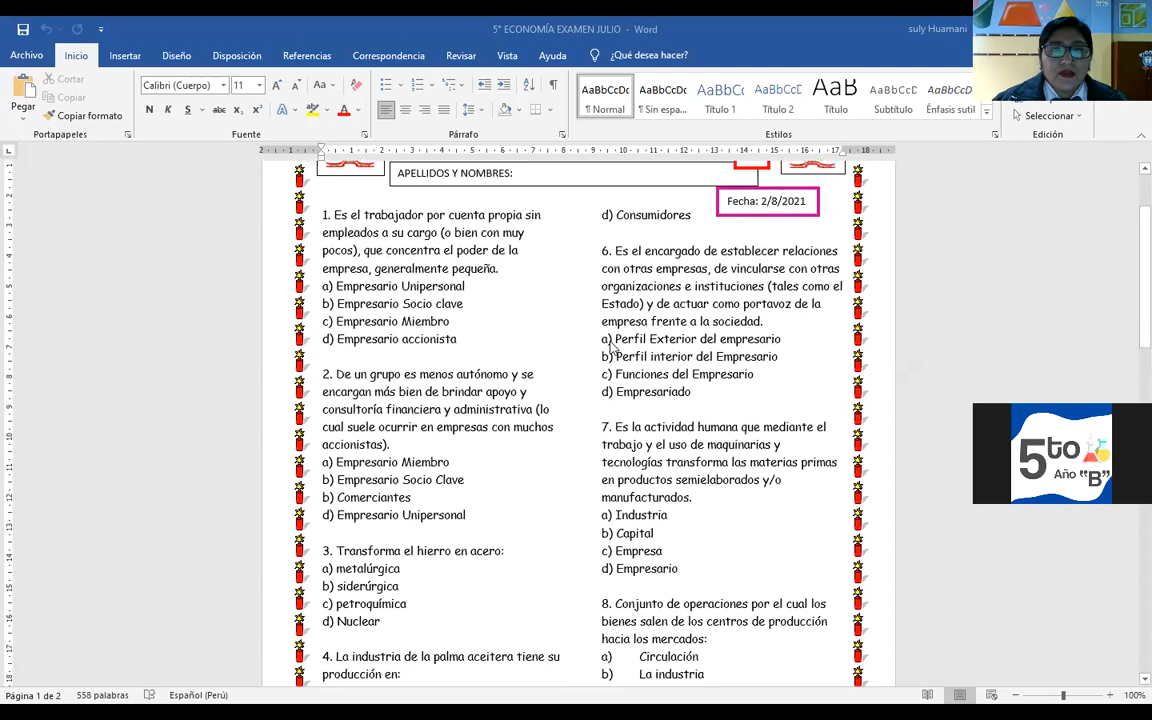 5° ECONOMÍA EXAMEN JULIO - Word
suly Huamani
Archivo Inicio Insertar Diseño Disposición Referencias Correspondencia Revisar Vista Ayuda ¿Qué desea hacer?
Pegar
Cortar
Copiar
Copiar formato
Calibri (Cuerpo) 11
N K S abc x₂ x²
AaBbCcDc AaBbCcDc AaBbCc AaBbCcD AaB AaBbCcD AaBbCcDt
¶ Normal ¶ Sin espa... Título 1 Título 2 Título Subtítulo Énfasis sutil
Seleccionar
Portapapeles Fuente Párrafo Estilos Edición
APELLIDOS Y NOMBRES:
Fecha: 2/8/2021
1. Es el trabajador por cuenta propia sin
empleados a su cargo (o bien con muy
pocos), que concentra el poder de la
empresa, generalmente pequeña.
a) Empresario Unipersonal
b) Empresario Socio clave
c) Empresario Miembro
d) Empresario accionista
2. De un grupo es menos autónomo y se
encargan más bien de brindar apoyo y
consultoría financiera y administrativa (lo
cual suele ocurrir en empresas con muchos
accionistas).
a) Empresario Miembro
b) Empresario Socio Clave
b) Comerciantes
d) Empresario Unipersonal
3. Transforma el hierro en acero:
a) metalúrgica
b) siderúrgica
c) petroquímica
d) Nuclear
4. La industria de la palma aceitera tiene su
producción en:
d) Consumidores
6. Es el encargado de establecer relaciones
con otras empresas, de vincularse con otras
organizaciones e instituciones (tales como el
Estado) y de actuar como portavoz de la
empresa frente a la sociedad.
a) Perfil Exterior del empresario
b) Perfil interior del Empresario
c) Funciones del Empresario
d) Empresariado
7. Es la actividad humana que mediante el
trabajo y el uso de maquinarias y
tecnologías transforma las materias primas
en productos semielaborados y/o
manufacturados.
a) Industria
b) Capital
c) Empresa
d) Empresario
8. Conjunto de operaciones por el cual los
bienes salen de los centros de producción
hacia los mercados:
a) Circulación
b) La industria
5to
Año "B"
Página 1 de 2 558 palabras Español (Perú) 100%